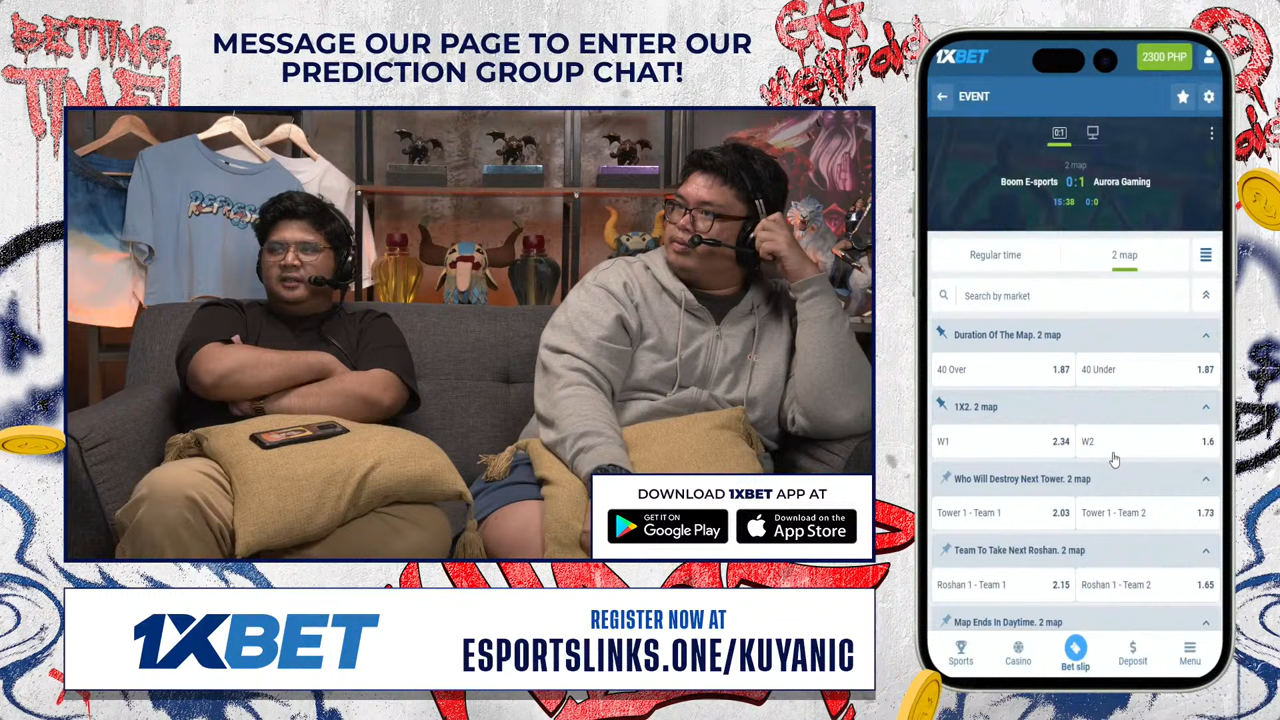 BETTING
TIME!
MESSAGE OUR PAGE TO ENTER OUR
PREDICTION GROUP CHAT!
GG
REFRESH
DOWNLOAD 1XBET APP AT
GET IT ON
Google Play
Download on the
App Store
1XBET
REGISTER NOW AT
ESPORTSLINKS.ONE/KUYANIC
1XBET
2300 PHP
EVENT
0:1
2 map
Boom E-sports 0:1 Aurora Gaming
15:38 0:0
Regular time
2 map
Search by market
Duration Of The Map. 2 map
40 Over 1.87
40 Under 1.87
1X2. 2 map
W1 2.34
W2 1.6
Who Will Destroy Next Tower. 2 map
Tower 1 - Team 1 2.03
Tower 1 - Team 2 1.73
Team To Take Next Roshan. 2 map
Roshan 1 - Team 1 2.15
Roshan 1 - Team 2 1.65
Map Ends In Daytime. 2 map
Sports
Casino
Bet slip
Deposit
Menu